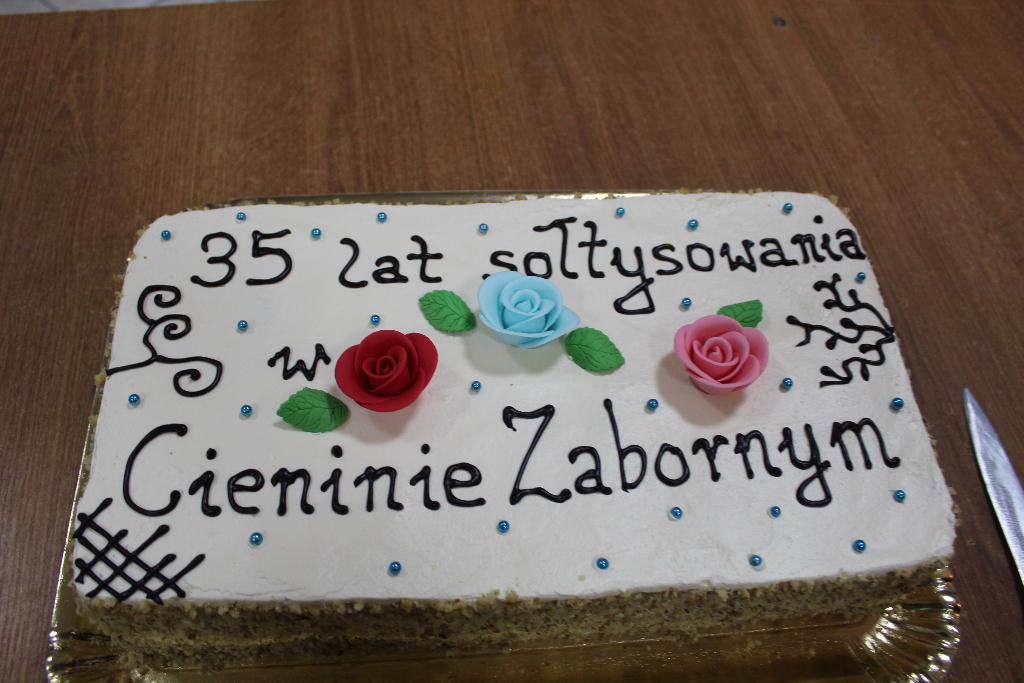 35 lat sołtysowania
w
Cieninie Zabornym